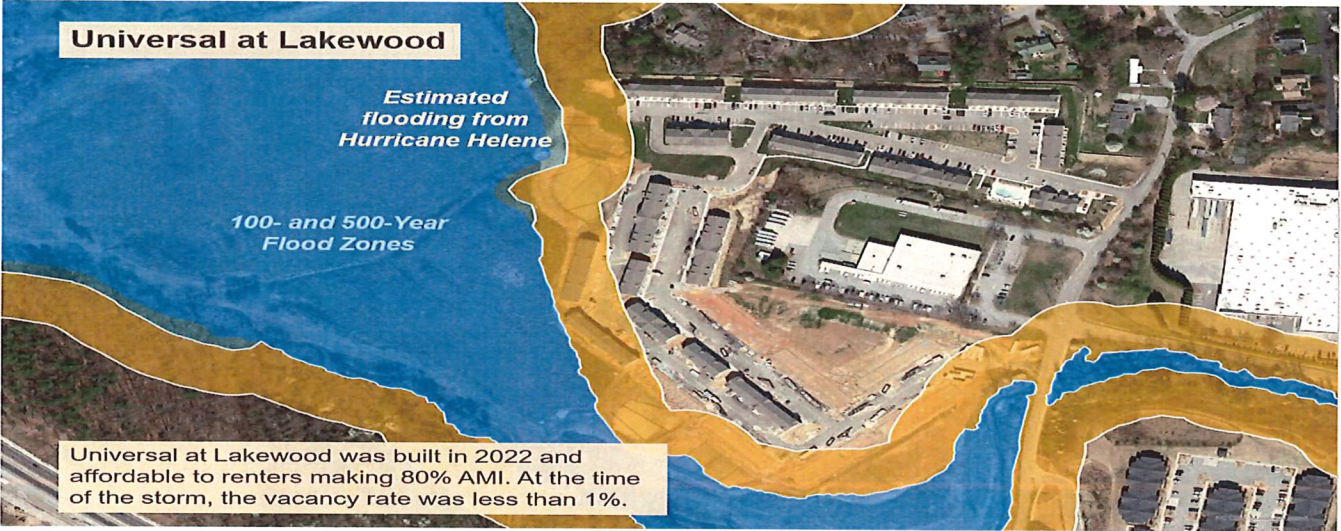 Universal at Lakewood
Estimated
flooding from
Hurricane Helene
100- and 500-Year
Flood Zones
Universal at Lakewood was built in 2022 and
affordable to renters making 80% AMI. At the time
of the storm, the vacancy rate was less than 1%.